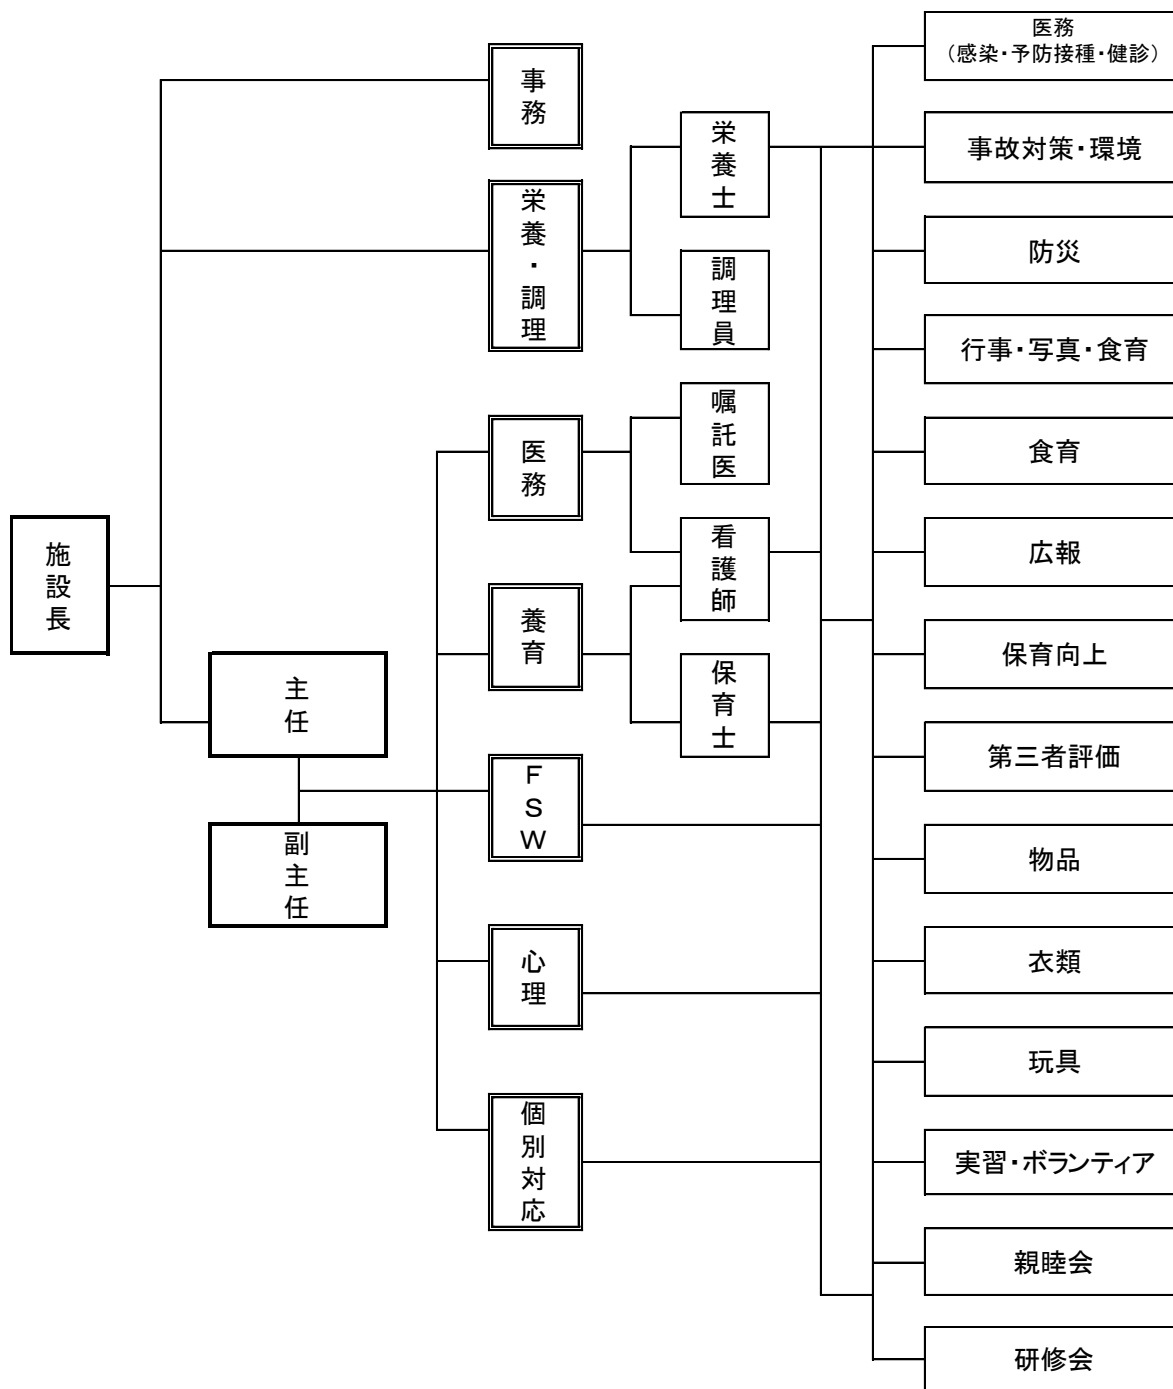 施設長
主任
副主任
事務
栄養・調理
医務
養育
FSW
心理
個別対応
栄養士
調理員
嘱託医
看護師
保育士
医務
（感染・予防接種・健診）
事故対策・環境
防災
行事・写真・食育
食育
広報
保育向上
第三者評価
物品
衣類
玩具
実習・ボランティア
親睦会
研修会